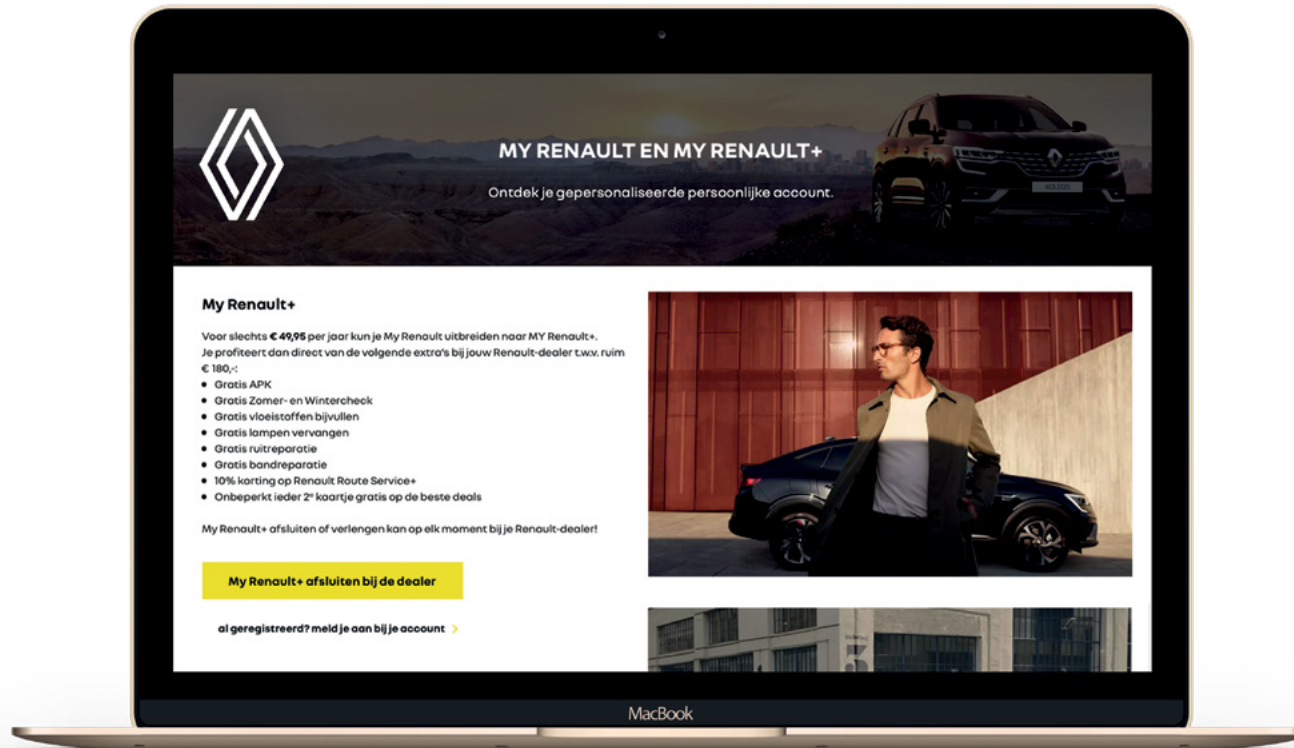 MY RENAULT EN MY RENAULT+
Ontdek je gepersonaliseerde persoonlijke account.
KOLEOS
My Renault+
Voor slechts € 49,95 per jaar kun je My Renault uitbreiden naar MY Renault+.
Je profiteert dan direct van de volgende extra's bij jouw Renault-dealer t.w.v. ruim
€ 180,-:
• Gratis APK
• Gratis Zomer- en Wintercheck
• Gratis vloeistoffen bijvullen
• Gratis lampen vervangen
• Gratis ruitreparatie
• Gratis bandreparatie
• 10% korting op Renault Route Service+
• Onbeperkt ieder 2e kaartje gratis op de beste deals
My Renault+ afsluiten of verlengen kan op elk moment bij je Renault-dealer!
My Renault+ afsluiten bij de dealer
al geregistreerd? meld je aan bij je account >
3
MacBook